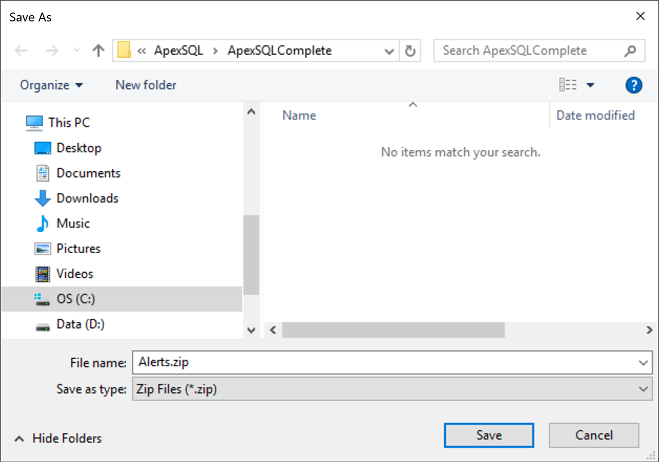 Save As
« ApexSQL > ApexSQLComplete
Search ApexSQLComplete
Organize
New folder
?
Name
Date modified
This PC
Desktop
Documents
Downloads
Music
Pictures
Videos
OS (C:)
Data (D:)
No items match your search.
File name: Alerts.zip
Save as type: Zip Files (*.zip)
Hide Folders
Save
Cancel